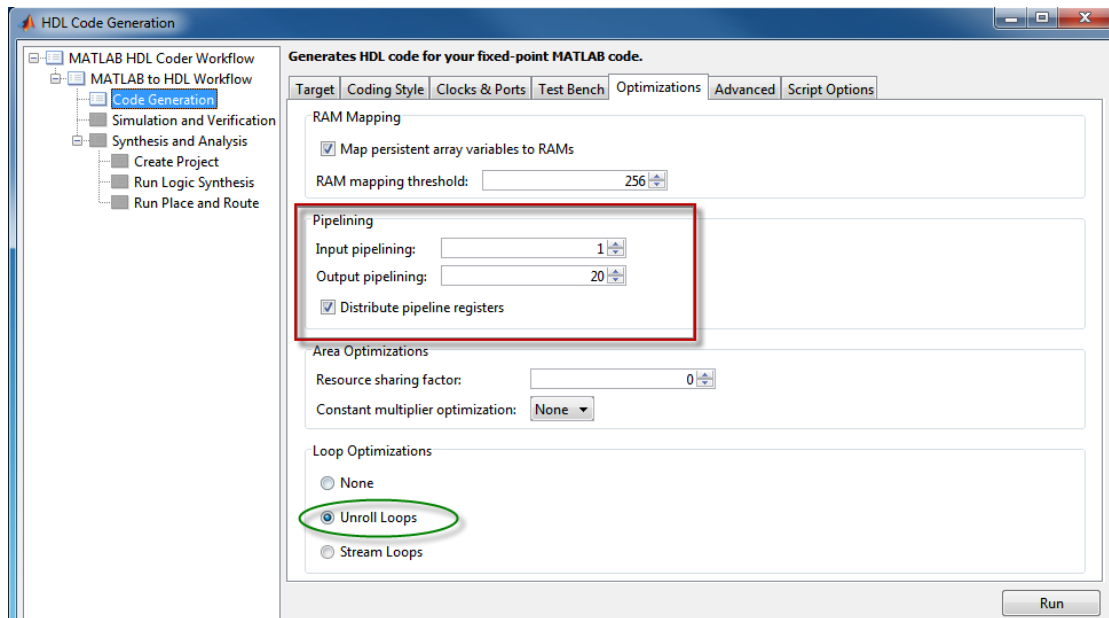 HDL Code Generation
MATLAB HDL Coder Workflow
MATLAB to HDL Workflow
Code Generation
Simulation and Verification
Synthesis and Analysis
Create Project
Run Logic Synthesis
Run Place and Route
Generates HDL code for your fixed-point MATLAB code.
Target Coding Style Clocks & Ports Test Bench Optimizations Advanced Script Options
RAM Mapping
Map persistent array variables to RAMs
RAM mapping threshold: 256
Pipelining
Input pipelining: 1
Output pipelining: 20
Distribute pipeline registers
Area Optimizations
Resource sharing factor: 0
Constant multiplier optimization: None
Loop Optimizations
None
Unroll Loops
Stream Loops
Run